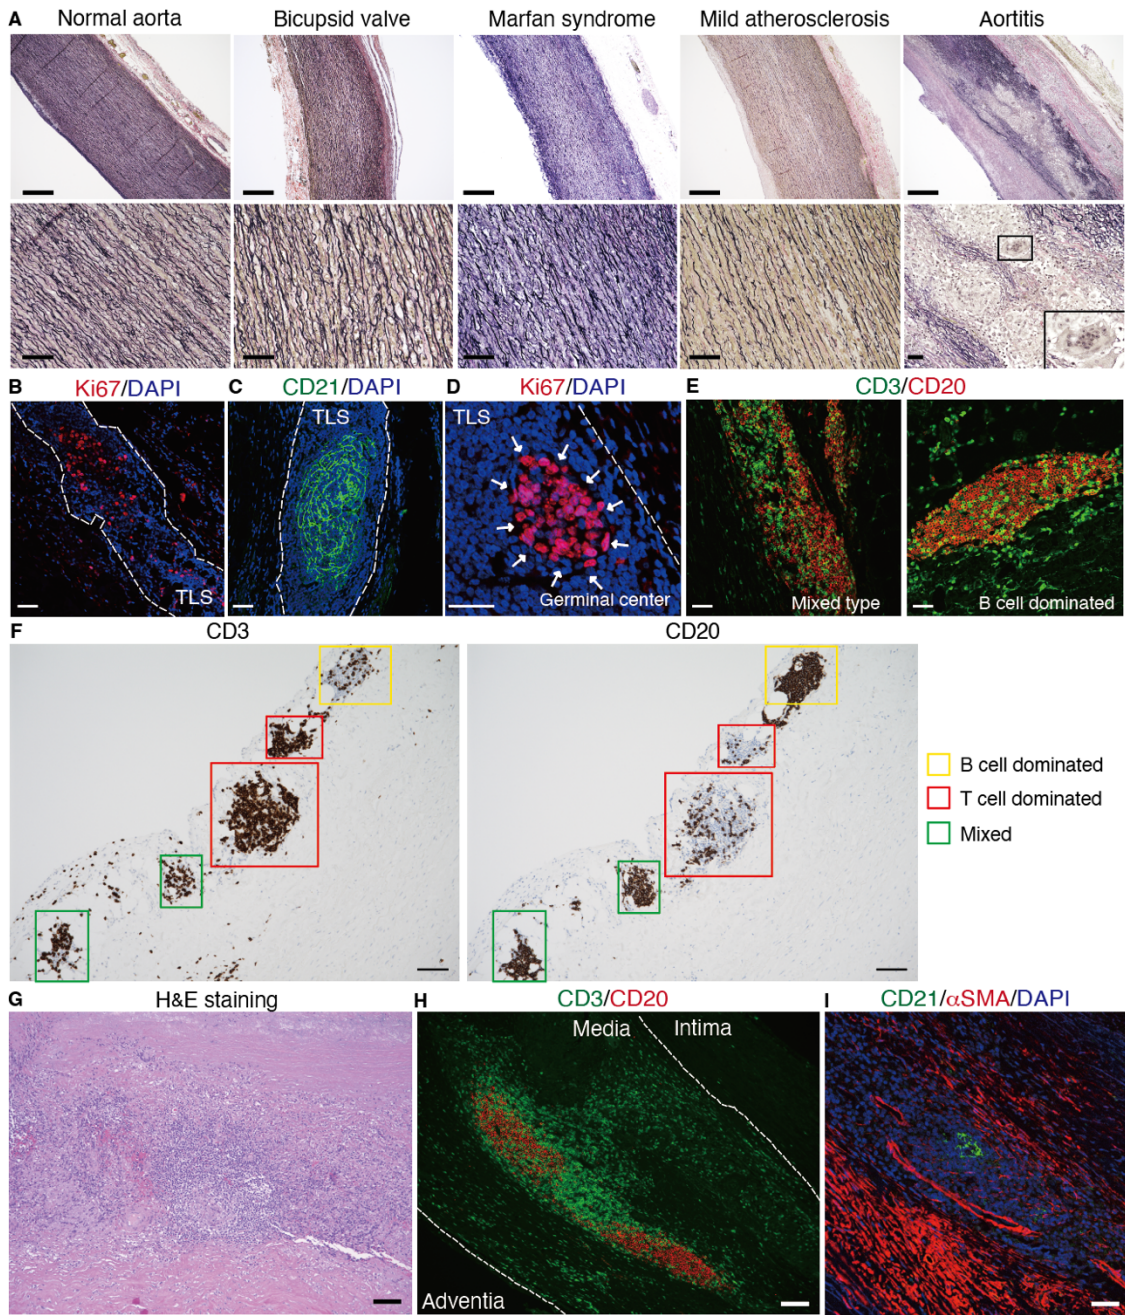 A
Normal aorta
Bicupsid valve
Marfan syndrome
Mild atherosclerosis
Aortitis
B
Ki67/DAPI
C
CD21/DAPI
D
Ki67/DAPI
E
CD3/CD20
TLS
TLS
TLS
Germinal center
Mixed type
B cell dominated
F
CD3
CD20
B cell dominated
T cell dominated
Mixed
G
H&E staining
H
CD3/CD20
I
CD21/αSMA/DAPI
Media
Intima
Adventia